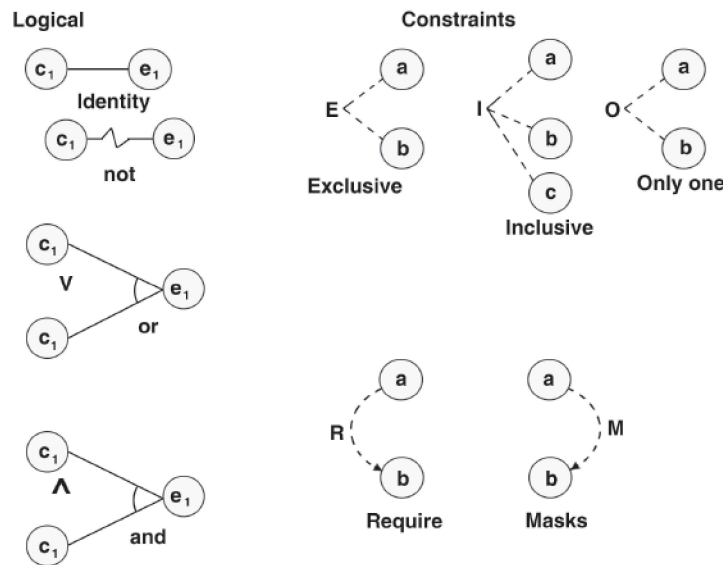 Logical
c1 e1
Identity
c1 e1
not
c1
V
e1
or
c1
c1
Λ
e1
and
c1
Constraints
a
E
b
Exclusive
a
I
b
c
Inclusive
a
O
b
Only one
a
R
b
Require
a
M
b
Masks